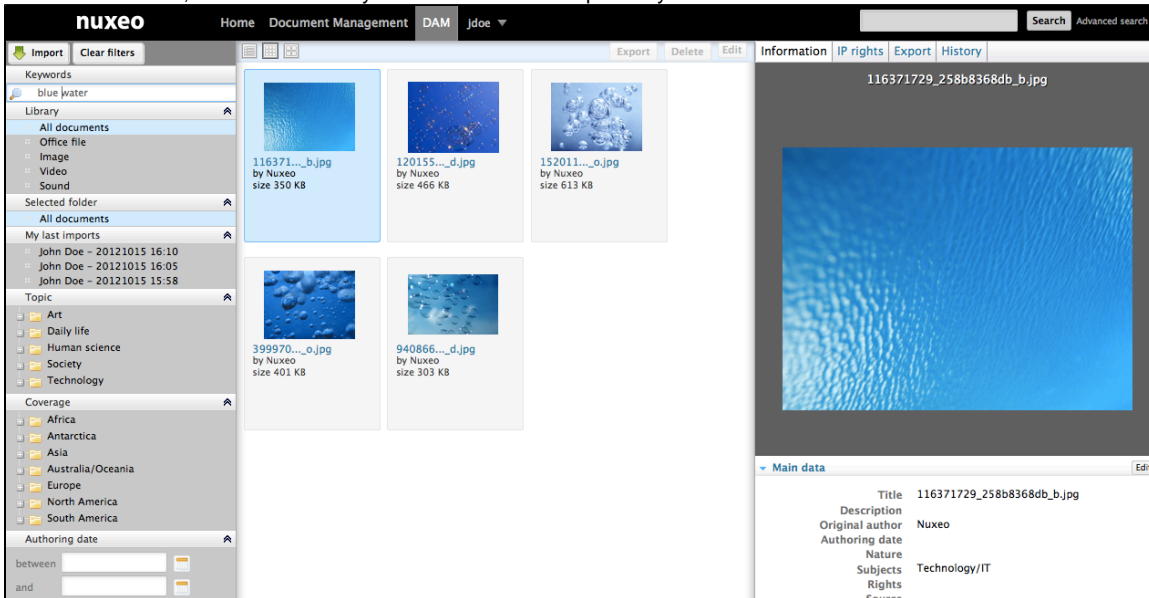 nuxeo
Home Document Management DAM jdoe
Search Advanced search
Import Clear filters
Keywords
blue water
Library
All documents
Office file
Image
Video
Sound
Selected folder
All documents
My last imports
John Doe – 20121015 16:10
John Doe – 20121015 16:05
John Doe – 20121015 15:58
Topic
Art
Daily life
Human science
Society
Technology
Coverage
Africa
Antarctica
Asia
Australia/Oceania
Europe
North America
South America
Authoring date
between
and
Export Delete Edit
116371..._b.jpg
by Nuxeo
size 350 KB
120155..._d.jpg
by Nuxeo
size 466 KB
152011..._o.jpg
by Nuxeo
size 613 KB
399970..._o.jpg
by Nuxeo
size 401 KB
940866..._d.jpg
by Nuxeo
size 303 KB
Information IP rights Export History
116371729_258b8368db_b.jpg
Main data
Title 116371729_258b8368db_b.jpg
Description
Original author Nuxeo
Authoring date
Nature
Subjects Technology/IT
Rights